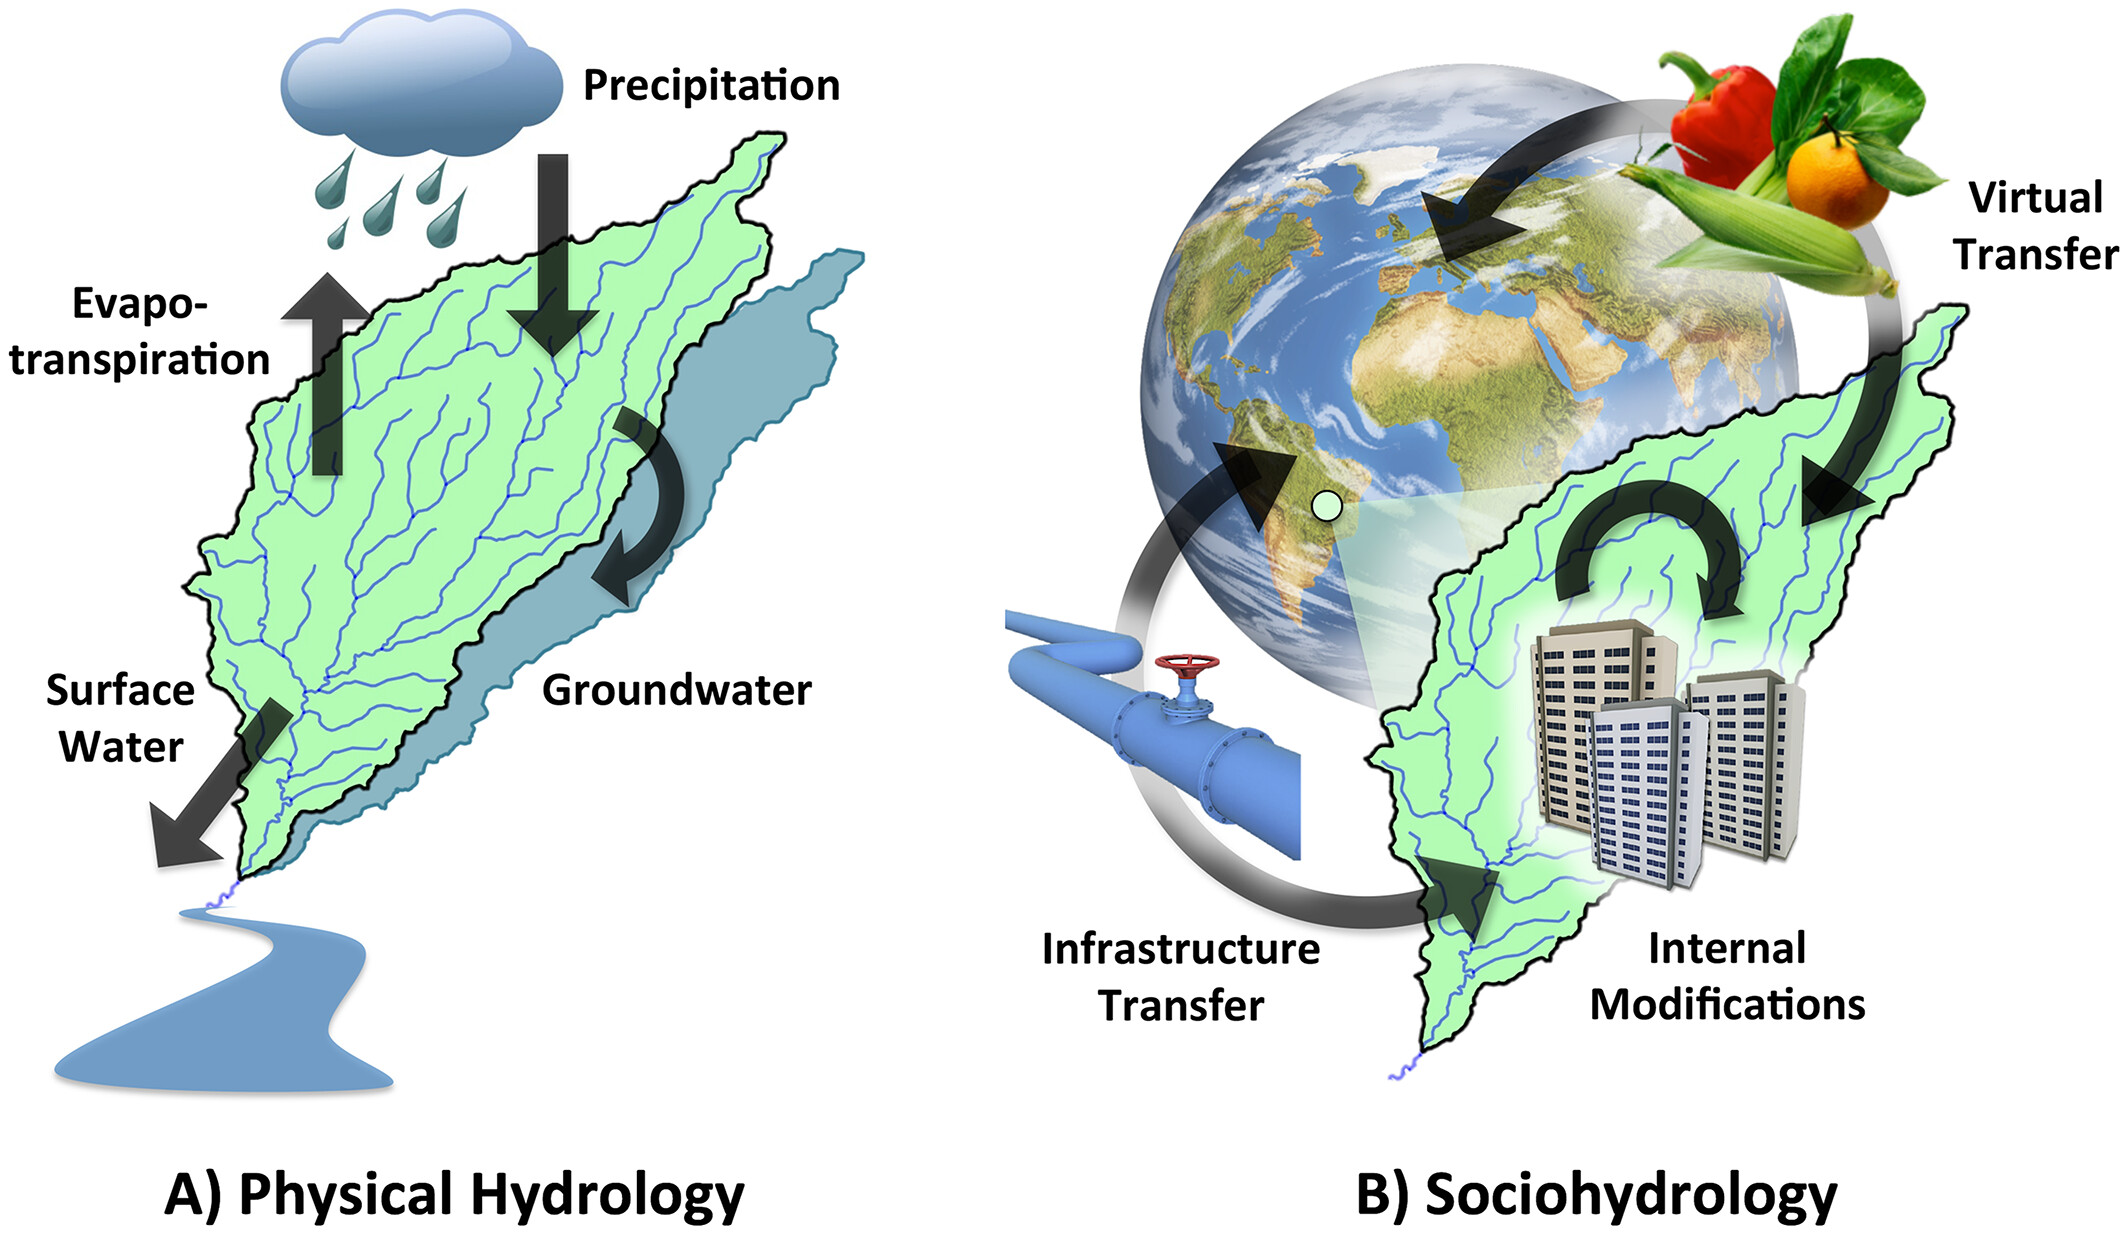 Precipitation
Evapo-
transpiration
Surface
Water
Groundwater
A) Physical Hydrology
Virtual
Transfer
Infrastructure
Transfer
Internal
Modifications
B) Sociohydrology